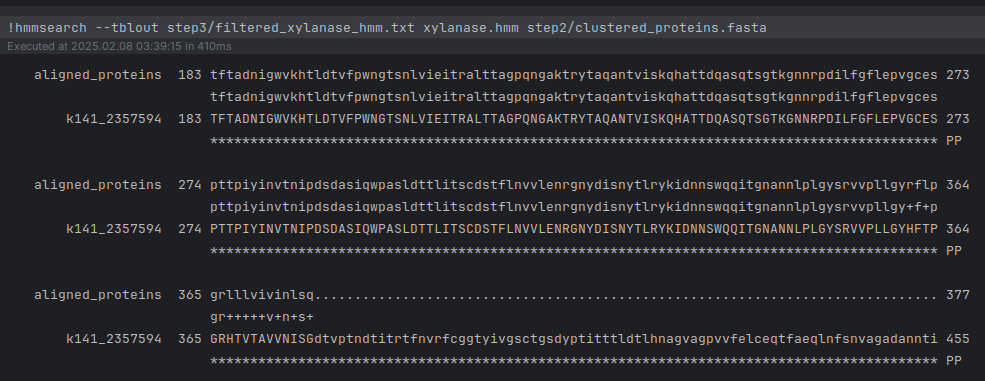 !hmmsearch --tblout step3/filtered_xylanase_hmm.txt xylanase.hmm step2/clustered_proteins.fasta
Executed at 2025.02.08 03:39:15 in 410ms
aligned_proteins 183 tftadnigwvkhtldtvfpwngtsnlvieitralttagpqngaktrytaqantviskqhattdqasqtsgtkgnnrpdilfgflepvgces 273
tftadnigwvkhtldtvfpwngtsnlvieitralttagpqngaktrytaqantviskqhattdqasqtsgtkgnnrpdilfgflepvgces
k141_2357594 183 TFTADNIGWVKHTLDTVFPWNGTSNLVIEITRALTTAGPQNGAKTRYTAQANTVISKQHATTDQASQTSGTKGNNRPDILFGFLEPVGCES 273
******************************************************************************************* PP
aligned_proteins 274 pttpiyinvtnipdsdasiqwpasldttlitscdstflnvvlenrgnydisnytlrykidnnswqqitgnannlplgysrvvpllgyrflp 364
pttpiyinvtnipdsdasiqwpasldttlitscdstflnvvlenrgnydisnytlrykidnnswqqitgnannlplgysrvvpllgy+f+p
k141_2357594 274 PTTPIYINVTNIPDSDASIQWPASLDTTLITSCDSTFLNVVLENRGNYDISNYTLRYKIDNNSWQQITGNANNLPLGYSRVVPLLGYHFTP 364
******************************************************************************************* PP
aligned_proteins 365 grlllvivinlsq.............................................................................. 377
gr+++++v+n+s+
k141_2357594 365 GRHTVTAVVNISGdtvptndtitrtfnvrfcggtyivgsctgsdyptitttldtlhnagvagpvvfelceqtfaeqlnfsnvagadannti 455
******************************************************************************************* PP